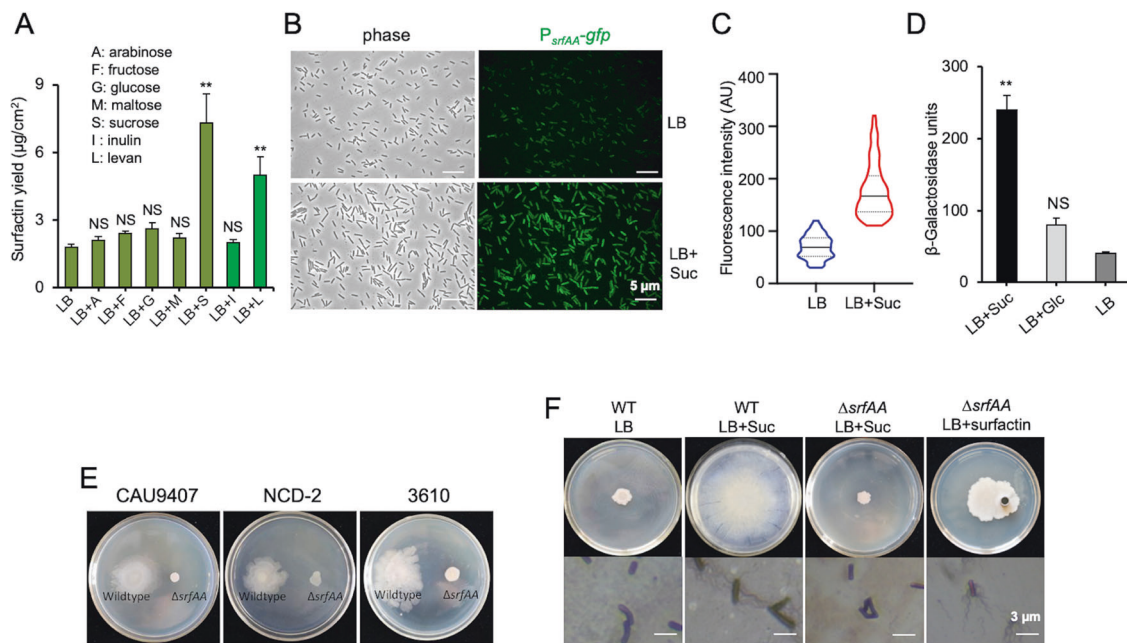 A
A: arabinose
F: fructose
G: glucose
M: maltose
S: sucrose
I : inulin
L: levan
Surfactin yield (µg/cm²)
9
6
3
0
NS
NS
NS
NS
**
NS
**
LB
LB+A
LB+F
LB+G
LB+M
LB+S
LB+I
LB+L
B
phase
PsrfAA-gfp
LB
LB+
Suc
5 µm
C
Fluorescence intensity (AU)
400
300
200
100
0
LB
LB+Suc
D
β-Galactosidase units
300
200
100
0
**
NS
LB+Suc
LB+Glc
LB
E
CAU9407
NCD-2
3610
Wildtype
ΔsrfAA
Wildtype
ΔsrfAA
Wildtype
ΔsrfAA
F
WT
LB
WT
LB+Suc
ΔsrfAA
LB+Suc
ΔsrfAA
LB+surfactin
3 µm